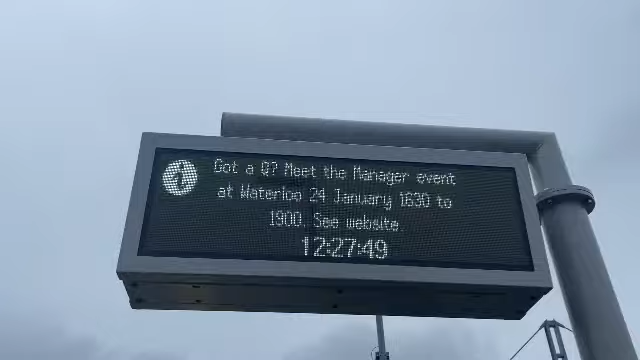 Got a Q? Meet the Manager event
at Waterloo 24 January 1630 to
1900. See website.
12:27:49